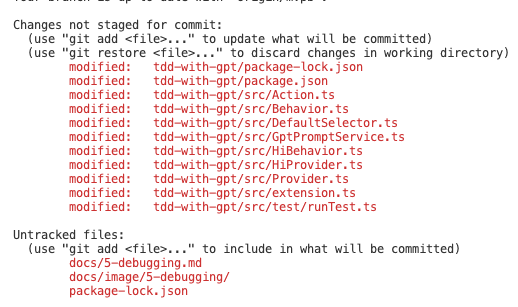 Changes not staged for commit:
(use "git add <file>..." to update what will be committed)
(use "git restore <file>..." to discard changes in working directory)
modified: tdd-with-gpt/package-lock.json
modified: tdd-with-gpt/package.json
modified: tdd-with-gpt/src/Action.ts
modified: tdd-with-gpt/src/Behavior.ts
modified: tdd-with-gpt/src/DefaultSelector.ts
modified: tdd-with-gpt/src/GptPromptService.ts
modified: tdd-with-gpt/src/HiBehavior.ts
modified: tdd-with-gpt/src/HiProvider.ts
modified: tdd-with-gpt/src/Provider.ts
modified: tdd-with-gpt/src/extension.ts
modified: tdd-with-gpt/src/test/runTest.ts
Untracked files:
(use "git add <file>..." to include in what will be committed)
docs/5-debugging.md
docs/image/5-debugging/
package-lock.json